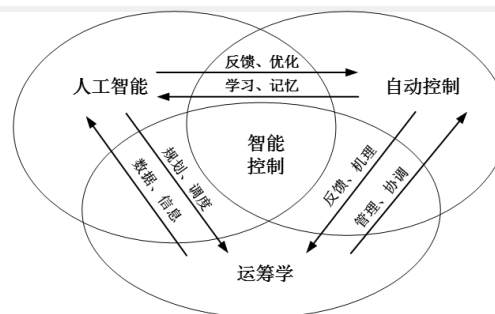 反馈、优化
人工智能
自动控制
学习、记忆
智能
控制
规划、调度
数据、信息
反馈、机理
管理、协调
运筹学